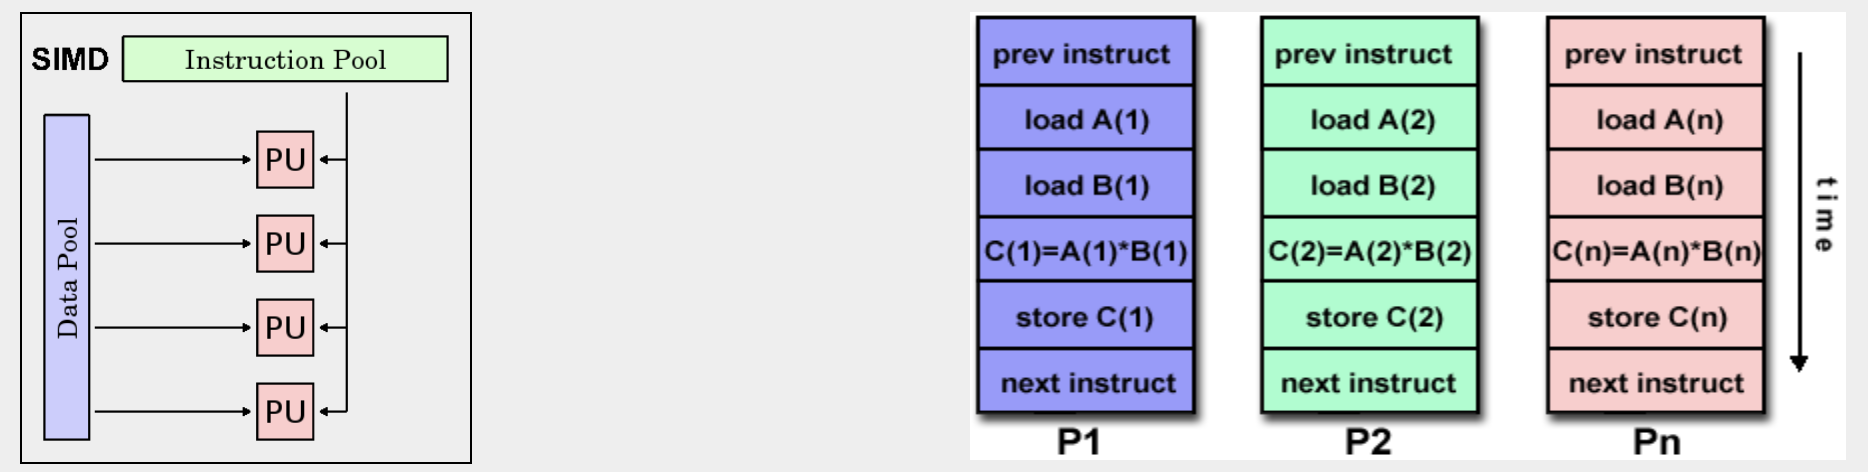 SIMD
Instruction Pool
Data Pool
PU
PU
PU
PU
prev instruct
load A(1)
load B(1)
C(1)=A(1)*B(1)
store C(1)
next instruct
P1
prev instruct
load A(2)
load B(2)
C(2)=A(2)*B(2)
store C(2)
next instruct
P2
prev instruct
load A(n)
load B(n)
C(n)=A(n)*B(n)
store C(n)
next instruct
Pn
time